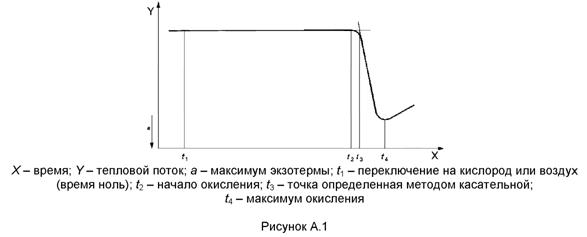 Y
a
t₁ t₂ t₃ t₄
X
X – время; Y – тепловой поток; a – максимум экзотермы; t₁ – переключение на кислород или воздух
(время ноль); t₂ – начало окисления; t₃ – точка определенная методом касательной;
t₄ – максимум окисления
Рисунок А.1